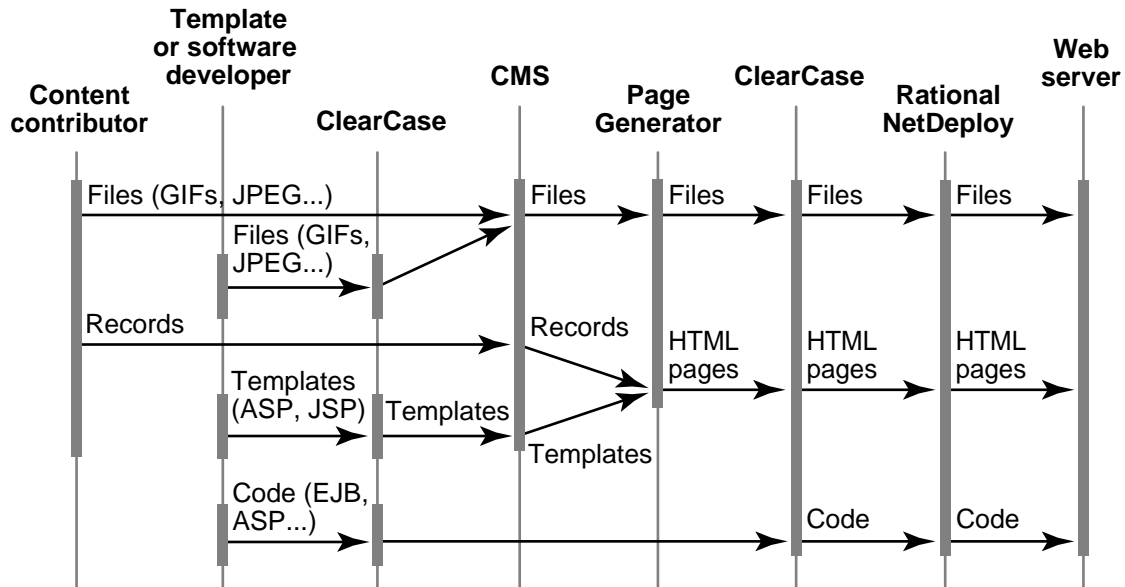 Template
or software
developer
Content
contributor
ClearCase
CMS
Page
Generator
ClearCase
Rational
NetDeploy
Web
server
Files (GIFs, JPEG...)
Files
Files
Files
Files
Files (GIFs,
JPEG...)
Records
Records
HTML
pages
HTML
pages
HTML
pages
Templates
(ASP, JSP)
Templates
Templates
Code (EJB,
ASP...)
Code
Code